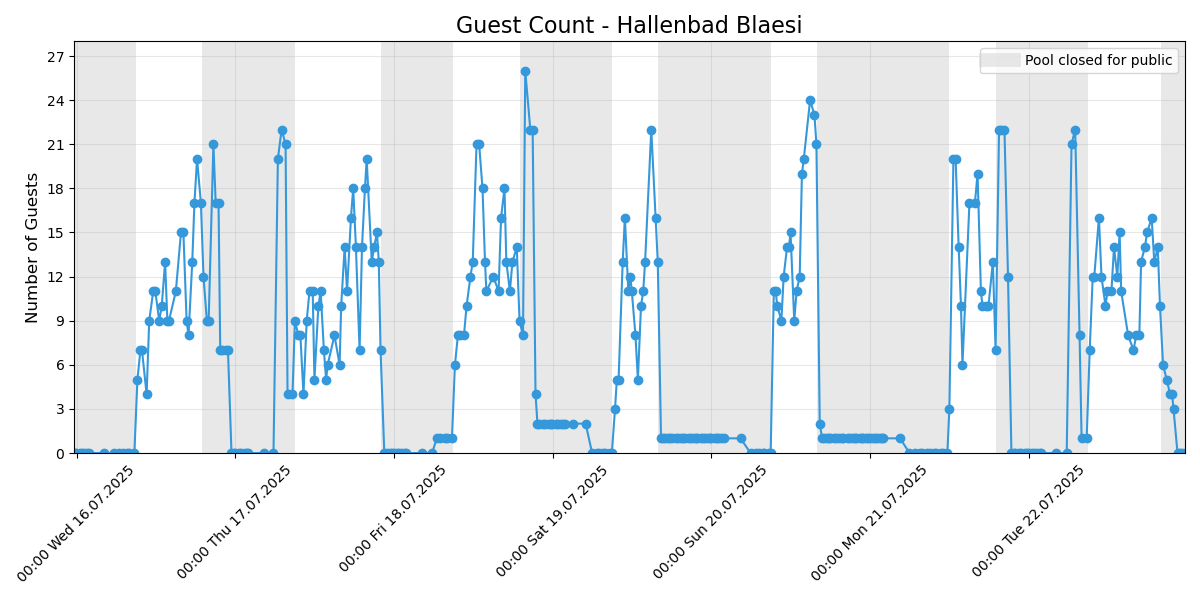 Guest Count - Hallenbad Blaesi
Pool closed for public
Number of Guests
27
24
21
18
15
12
9
6
3
0
00:00 Wed 16.07.2025
00:00 Thu 17.07.2025
00:00 Fri 18.07.2025
00:00 Sat 19.07.2025
00:00 Sun 20.07.2025
00:00 Mon 21.07.2025
00:00 Tue 22.07.2025